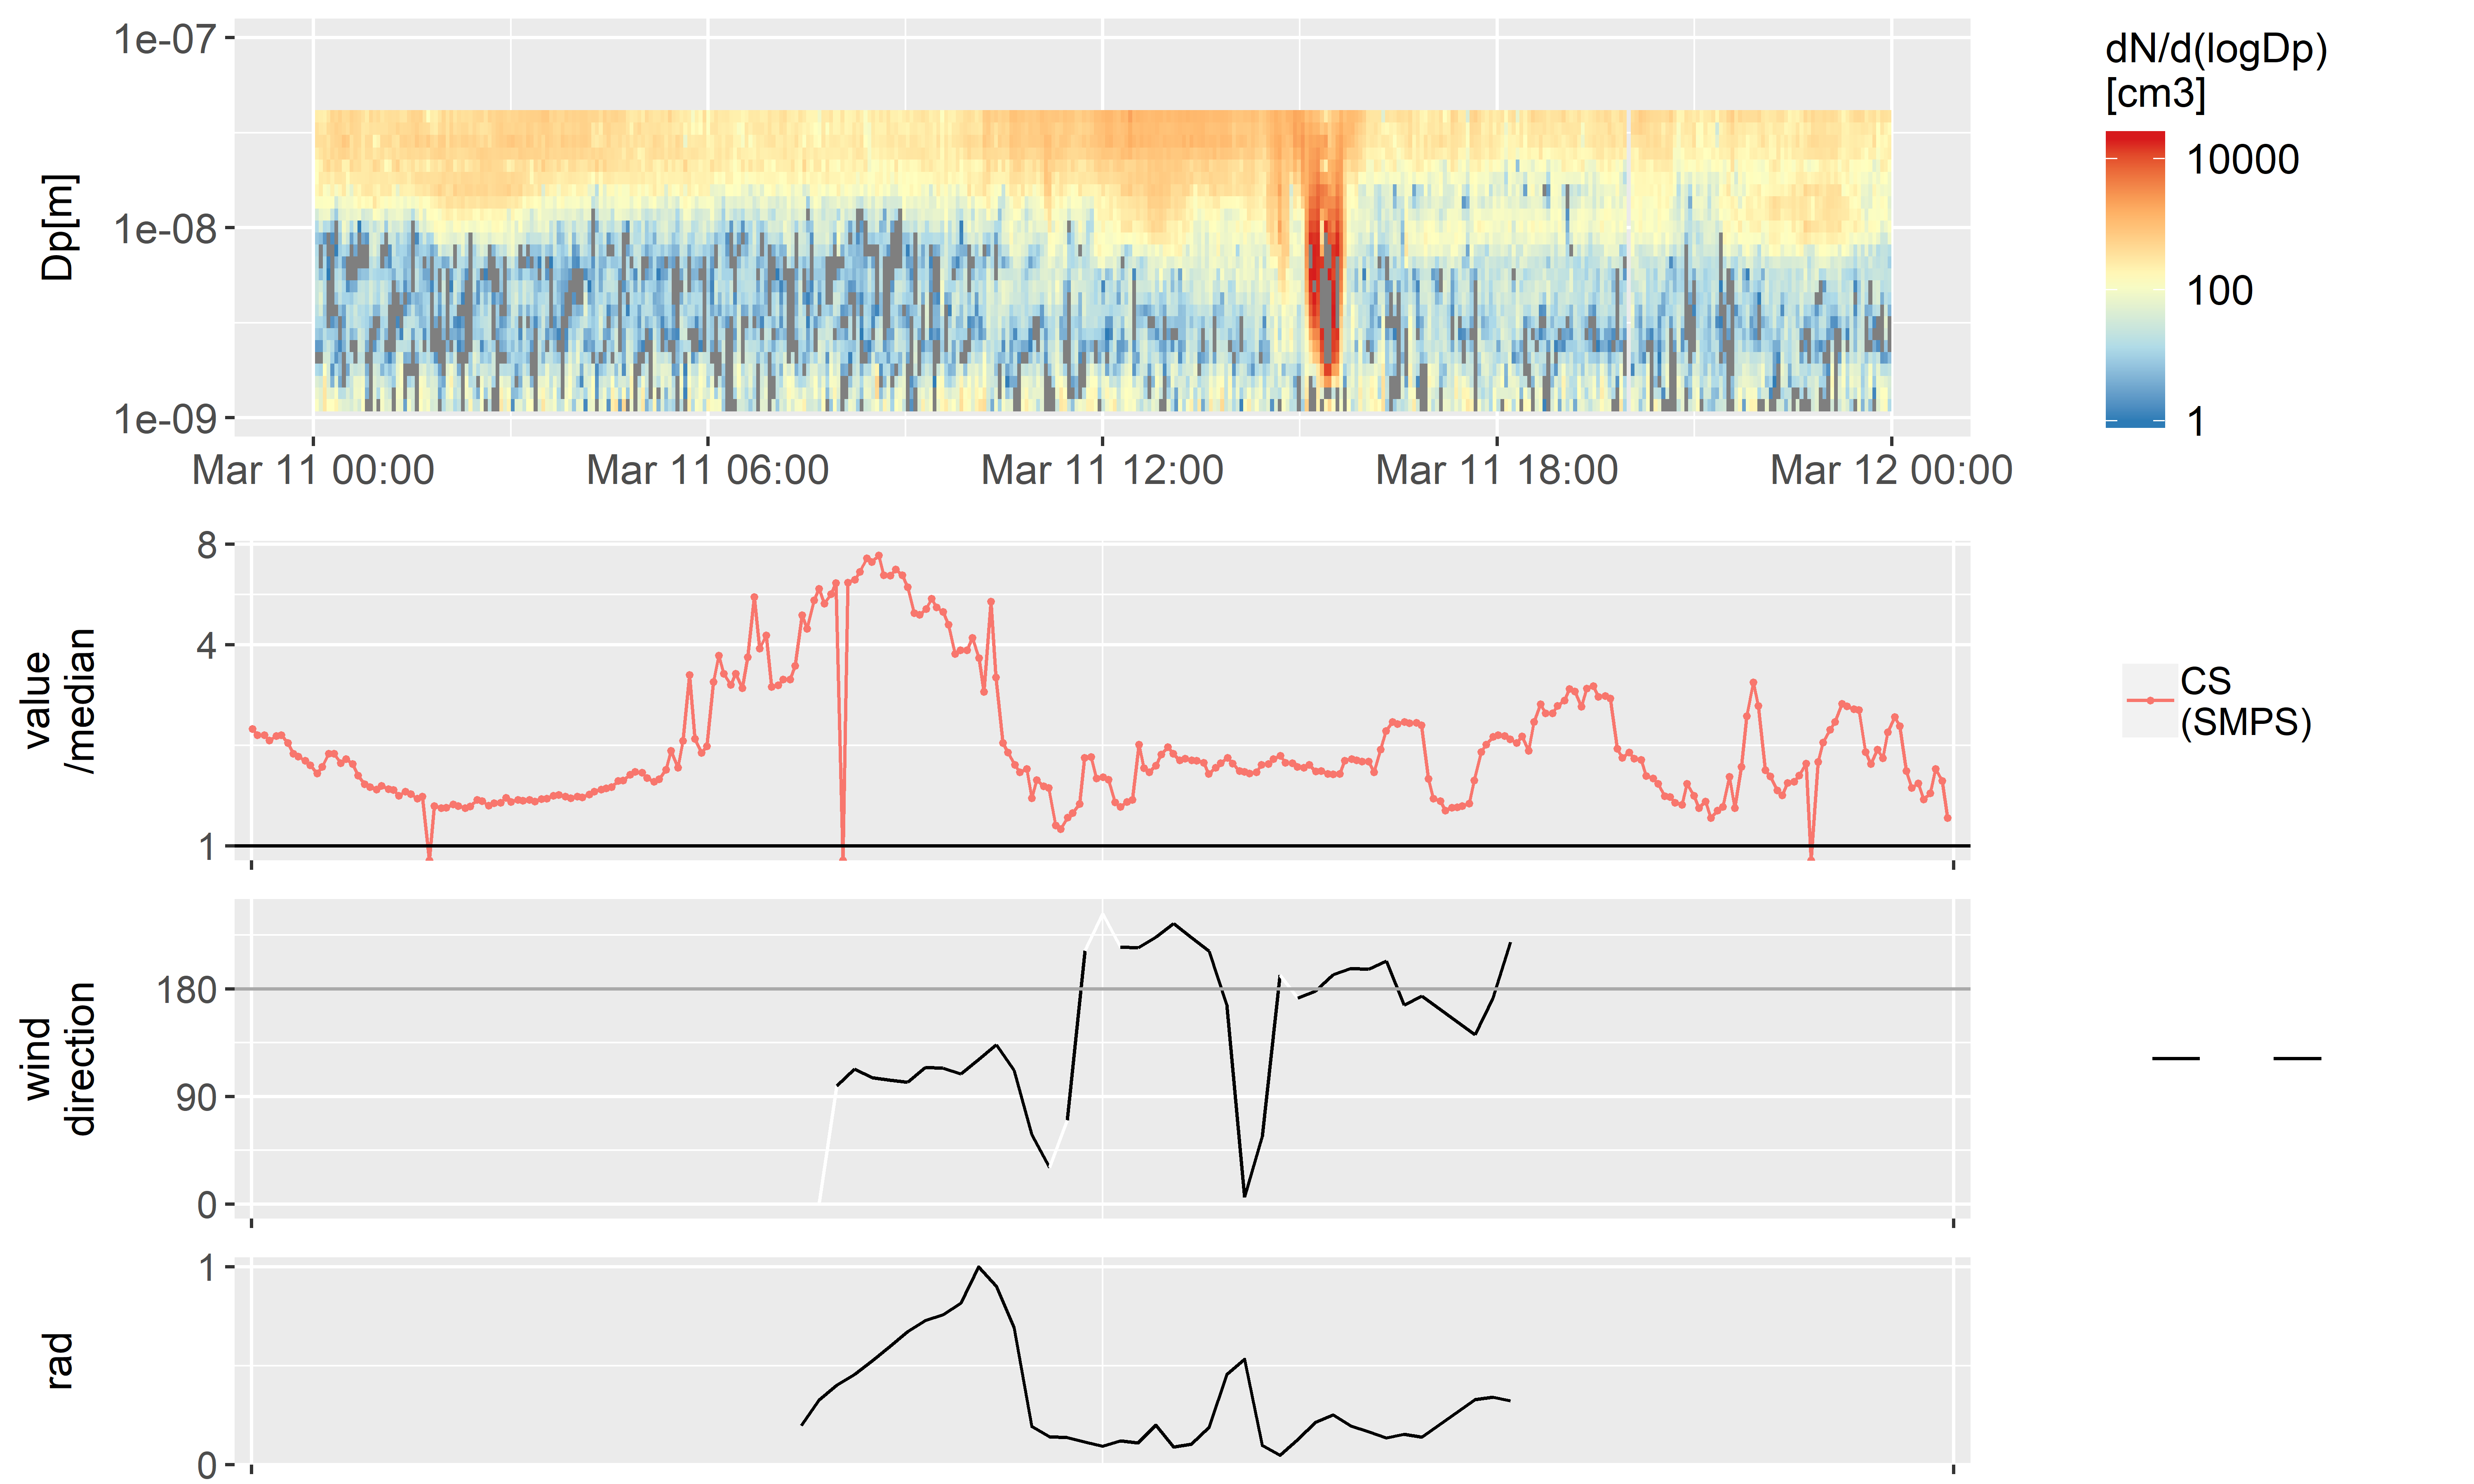 1e-07
1e-08
1e-09
Dp[m]
Mar 11 00:00
Mar 11 06:00
Mar 11 12:00
Mar 11 18:00
Mar 12 00:00
dN/d(logDp)
[cm3]
10000
100
1
8
4
1
value
/median
CS
(SMPS)
180
90
0
wind
direction
1
0
rad